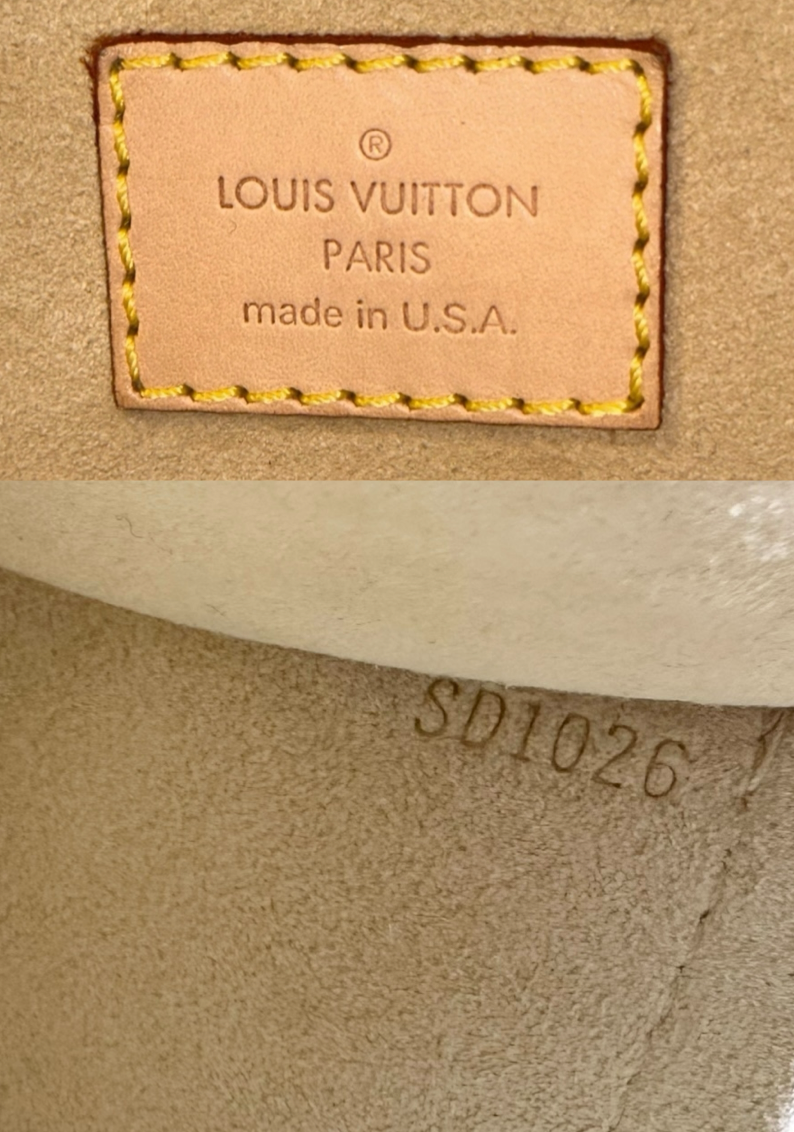 ®
LOUIS VUITTON
PARIS
made in U.S.A.
SD1026